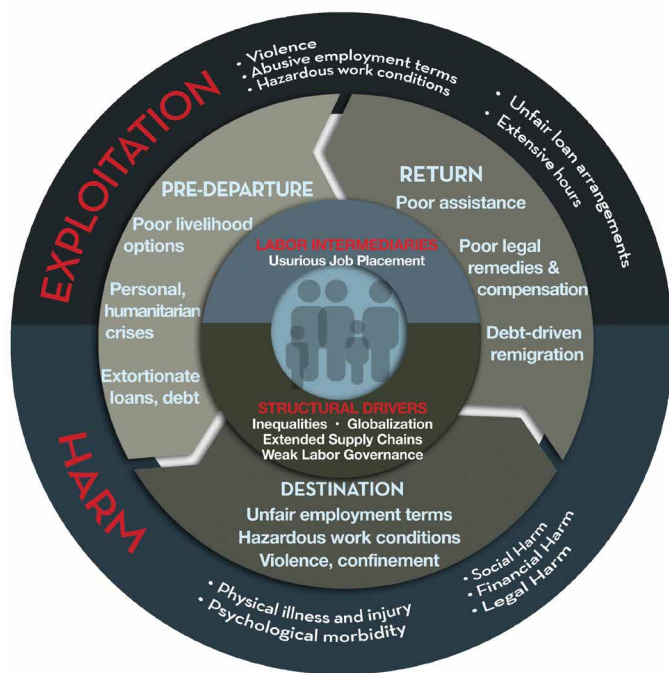 EXPLOITATION
• Violence
• Abusive employment terms
• Hazardous work conditions
• Unfair loan arrangements
• Extensive hours
PRE-DEPARTURE
Poor livelihood
options
Personal,
humanitarian
crises
Extortionate
loans, debt
RETURN
Poor assistance
Poor legal
remedies &
compensation
Debt-driven
remigration
LABOR INTERMEDIARIES
Usurious Job Placement
STRUCTURAL DRIVERS
Inequalities • Globalization
Extended Supply Chains
Weak Labor Governance
DESTINATION
Unfair employment terms
Hazardous work conditions
Violence, confinement
HARM
• Physical illness and injury
• Psychological morbidity
• Social Harm
• Financial Harm
• Legal Harm